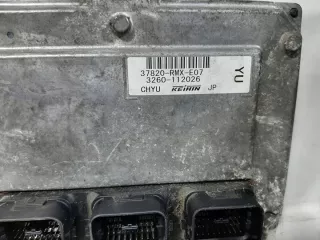 37820-RMX-E07
3260-112026
CHYU KEIHIN JP
YU